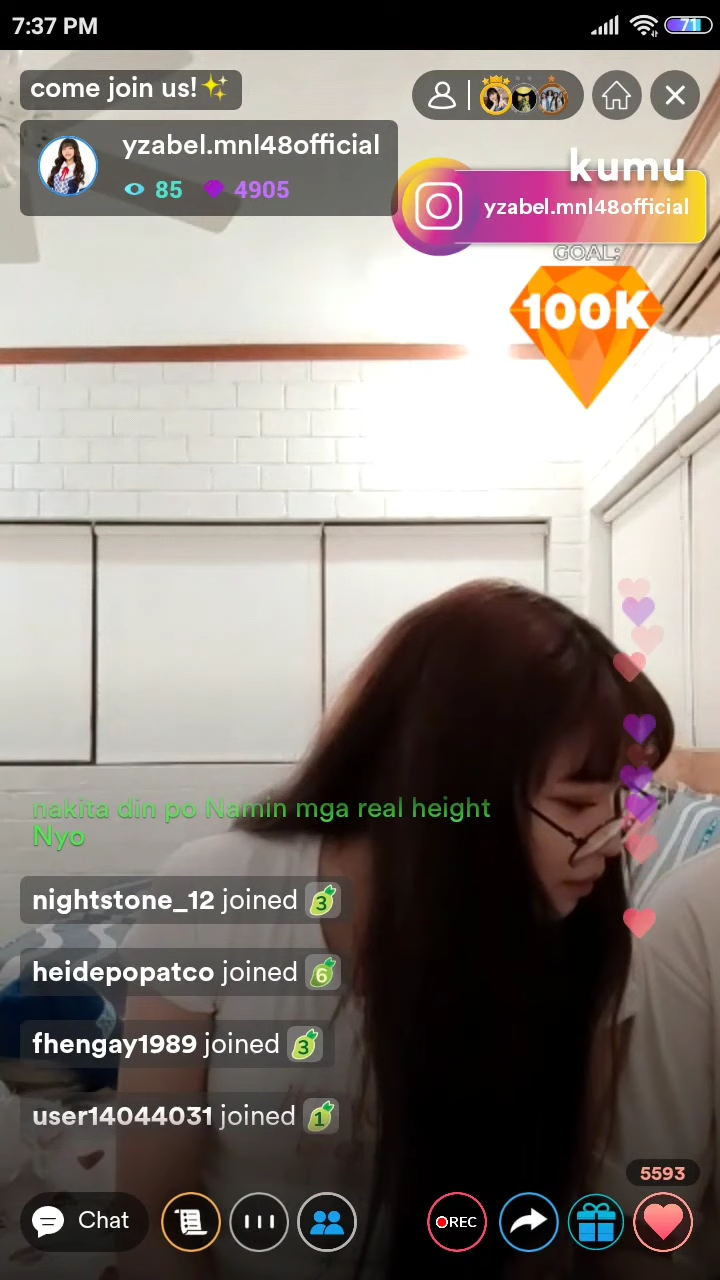 7:37 PM
71
come join us!✨
yzabel.mnl48official
85 4905
kumu
yzabel.mnl48official
GOAL:
100K
nakita din po Namin mga real height
Nyo
nightstone_12 joined 3
heidepopatco joined 6
fhengay1989 joined 3
user14044031 joined 1
5593
Chat
REC